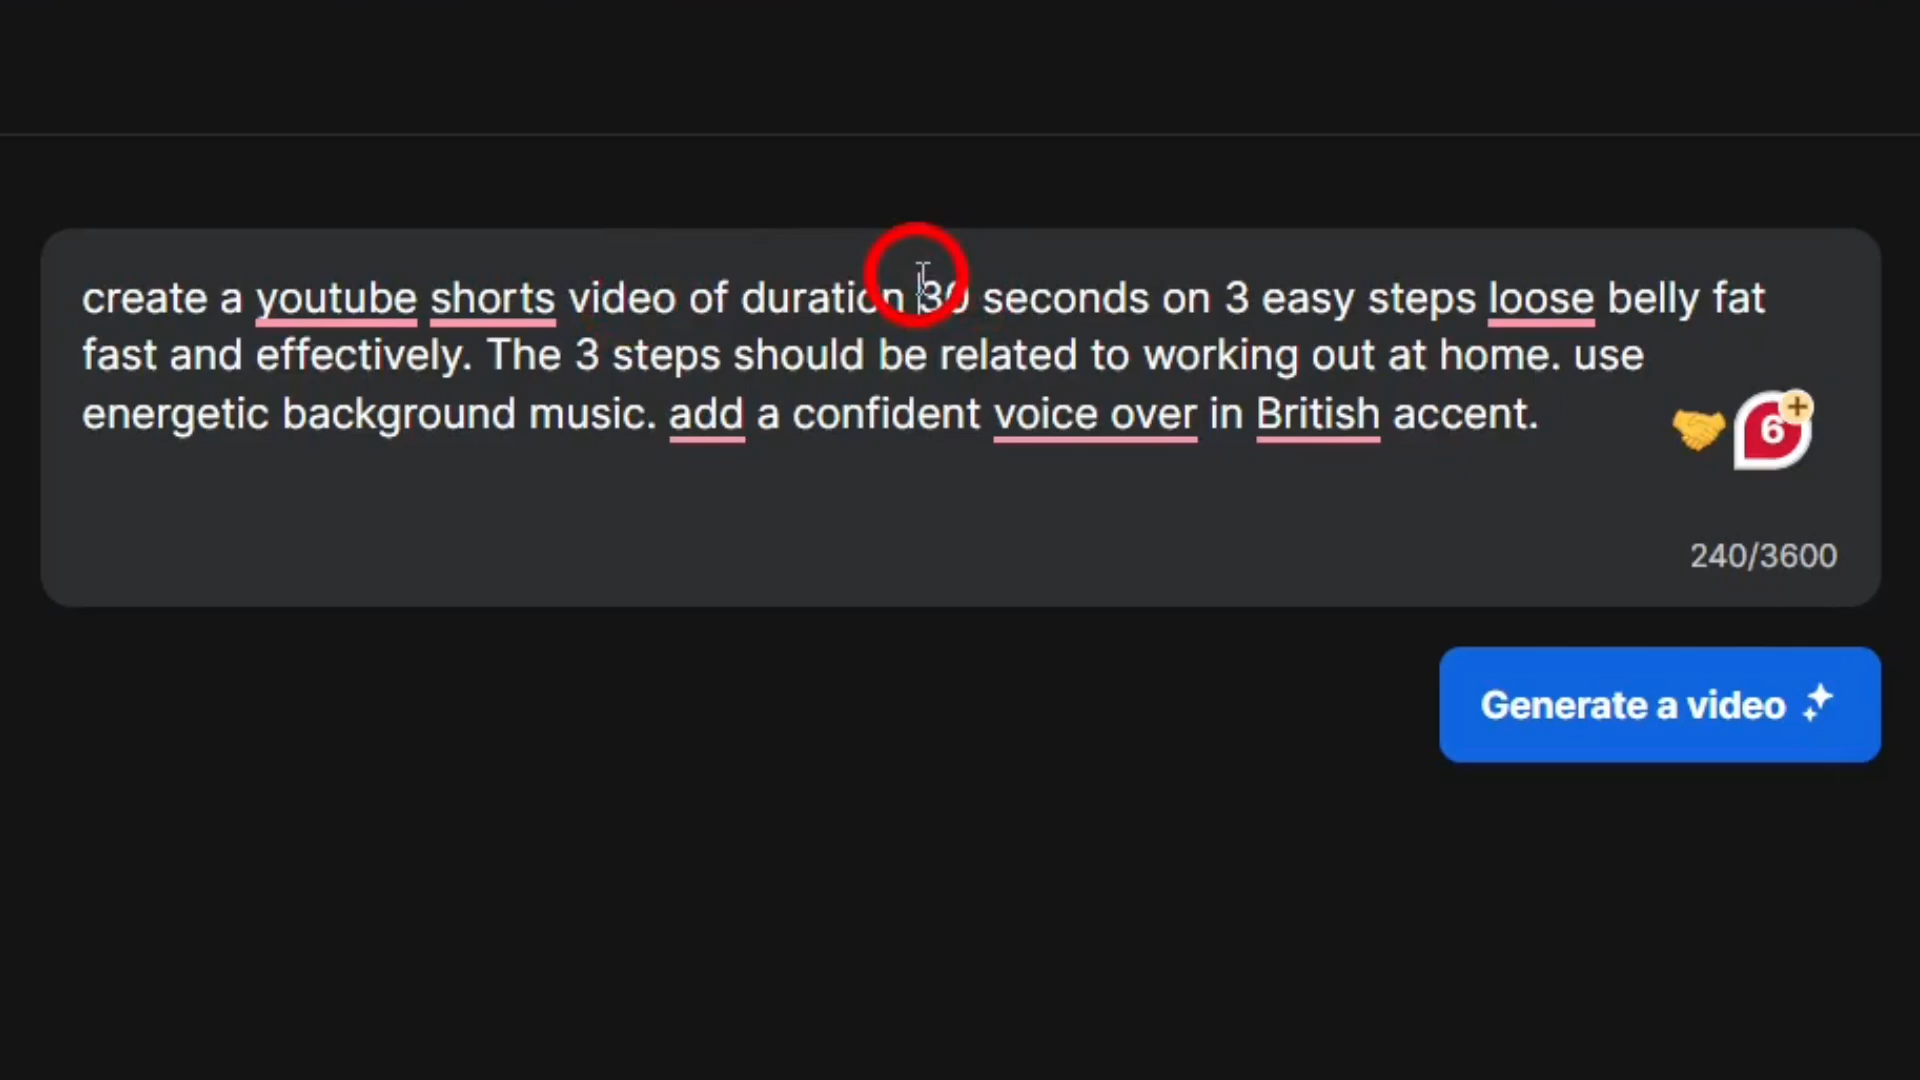 create a youtube shorts video of duration 30 seconds on 3 easy steps loose belly fat
fast and effectively. The 3 steps should be related to working out at home. use
energetic background music. add a confident voice over in British accent.
6+
240/3600
Generate a video